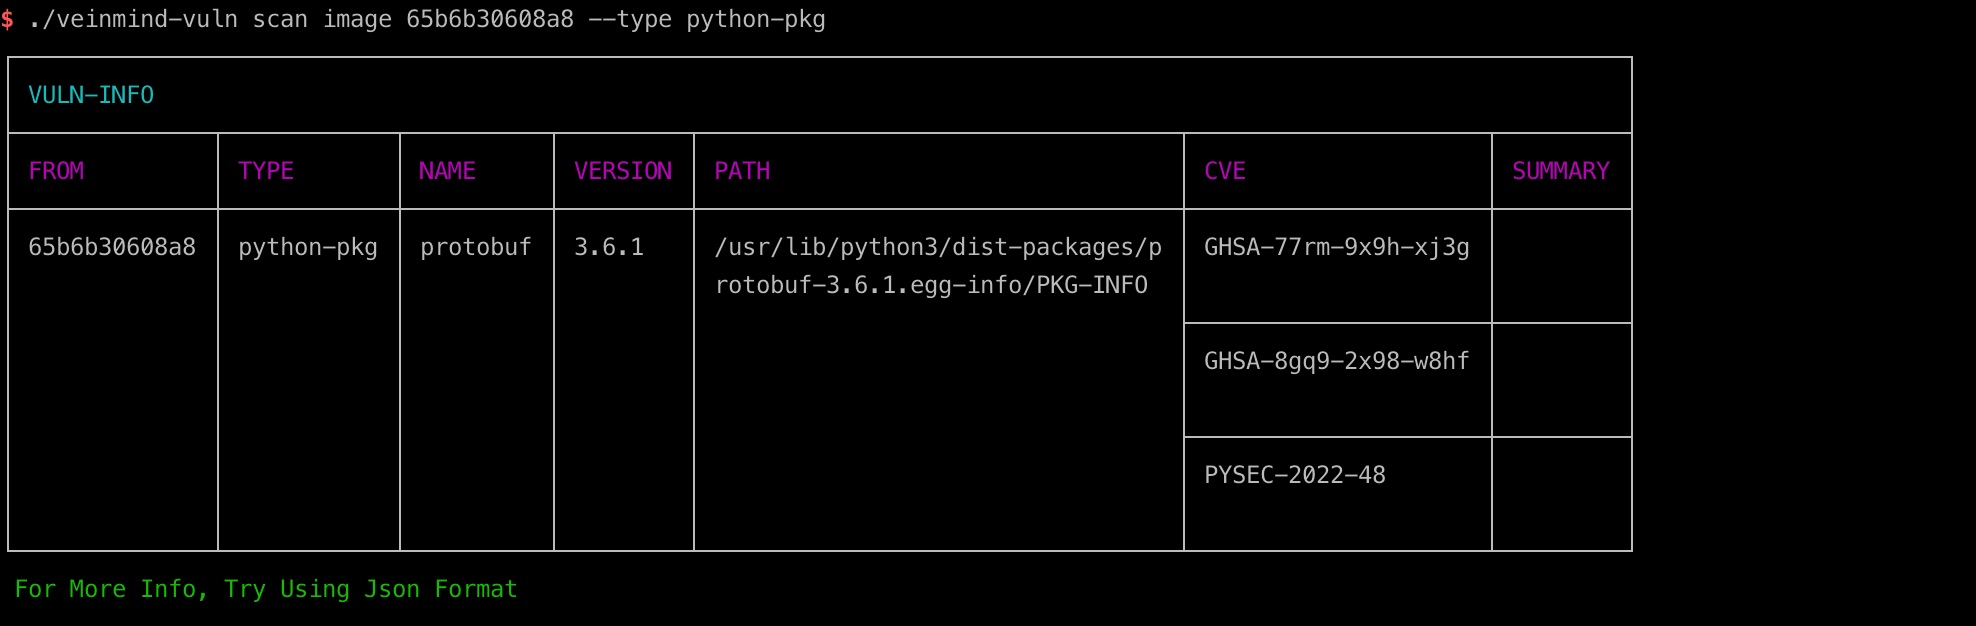 $ ./veinmind-vuln scan image 65b6b30608a8 --type python-pkg
VULN-INFO
FROM TYPE NAME VERSION PATH CVE SUMMARY
65b6b30608a8 python-pkg protobuf 3.6.1 /usr/lib/python3/dist-packages/p GHSA-77rm-9x9h-xj3g
rotobuf-3.6.1.egg-info/PKG-INFO
GHSA-8gq9-2x98-w8hf
PYSEC-2022-48
For More Info, Try Using Json Format